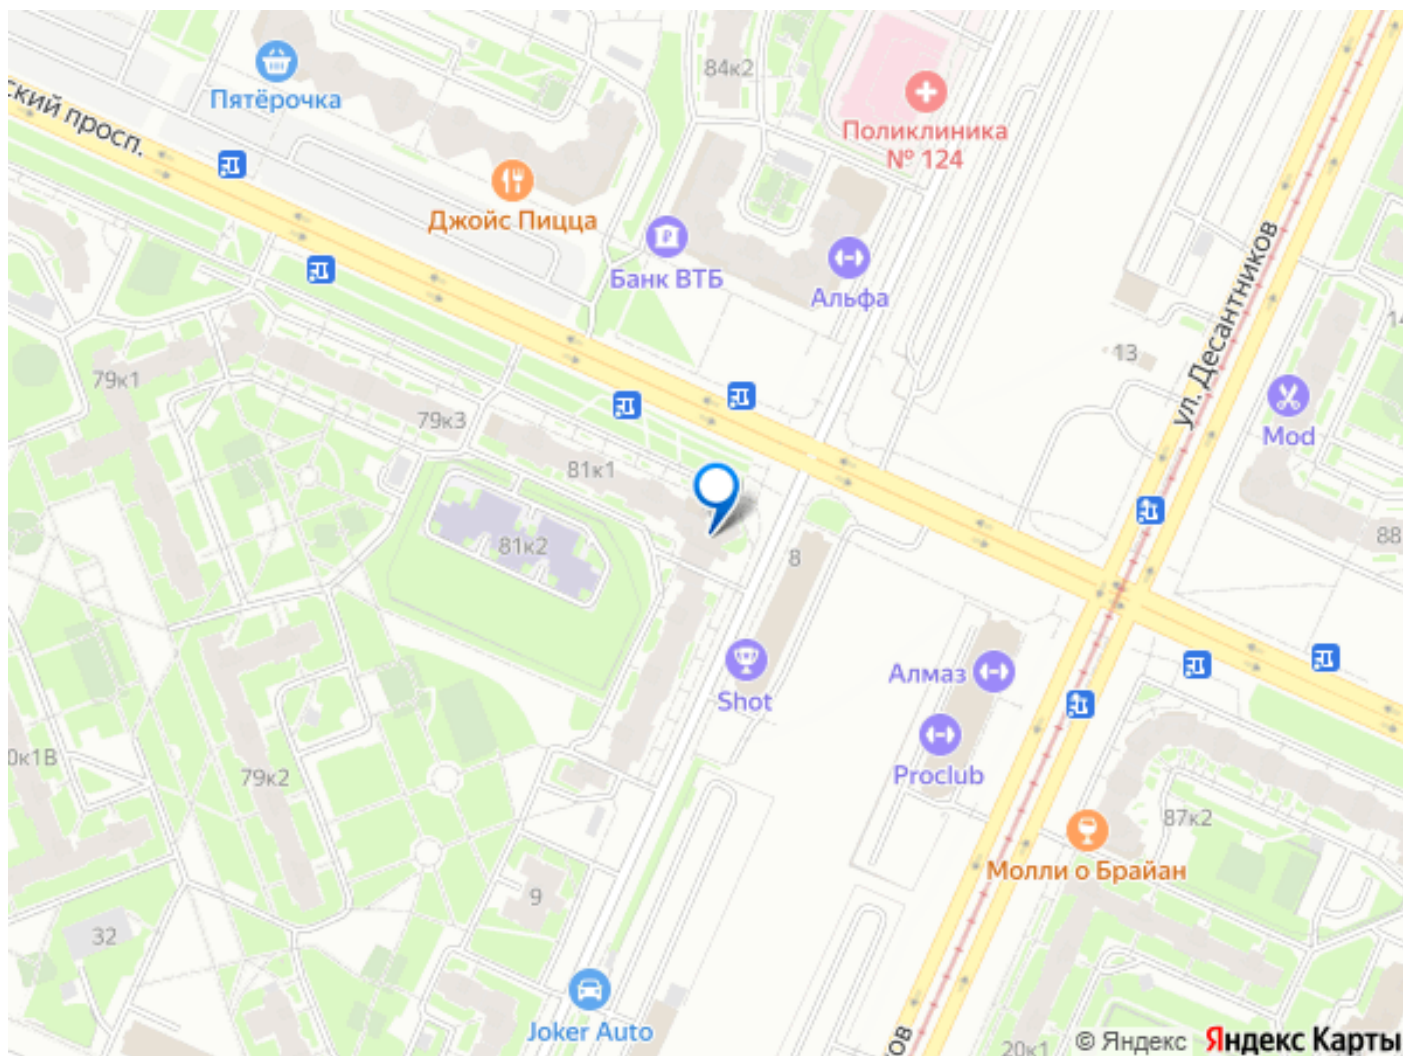 Пятёрочка
84к2
ский просп.
Поликлиника
№ 124
Джойс Пицца
Банк ВТБ
Альфа
ул. Десантников
13
14
79к1
Mod
79к3
81к1
81к2
8
88
Shot
Алмаз
Proclub
0к1В
79к2
87к2
Молли о Брайан
9
32
Joker Auto
ов
20к1
© Яндекс Яндекс Карты